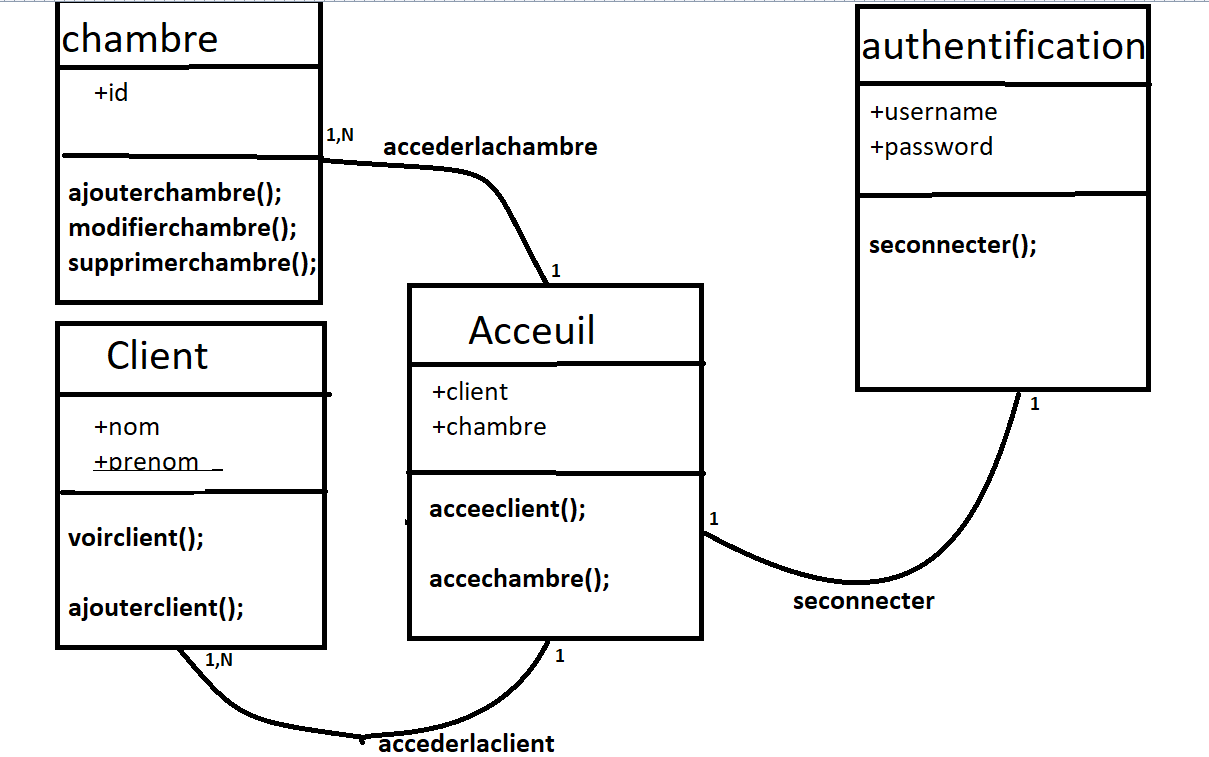 chambre
+id
ajouterchambre();
modifierchambre();
supprimerchambre();
1,N
accederlachambre
1
authentification
+username
+password
seconnecter();
1
Client
+nom
+prenom _
voirclient();
ajouterclient();
1,N
Acceuil
+client
+chambre
acceeclient();
accechambre();
1
seconnecter
1
accederlaclient